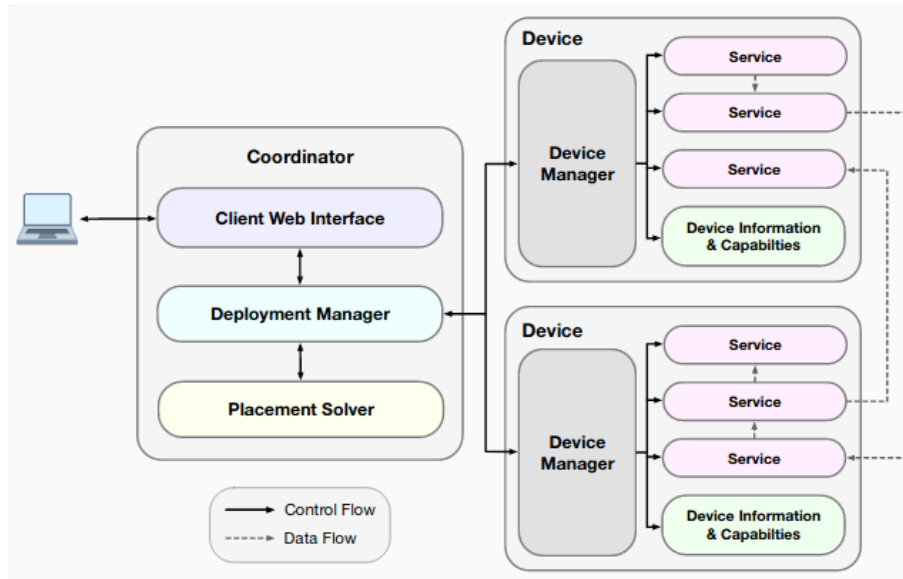 Coordinator
Client Web Interface
Deployment Manager
Placement Solver
Control Flow
Data Flow
Device
Device
Manager
Service
Service
Service
Device Information
& Capabilties
Device
Device
Manager
Service
Service
Service
Device Information
& Capabilties